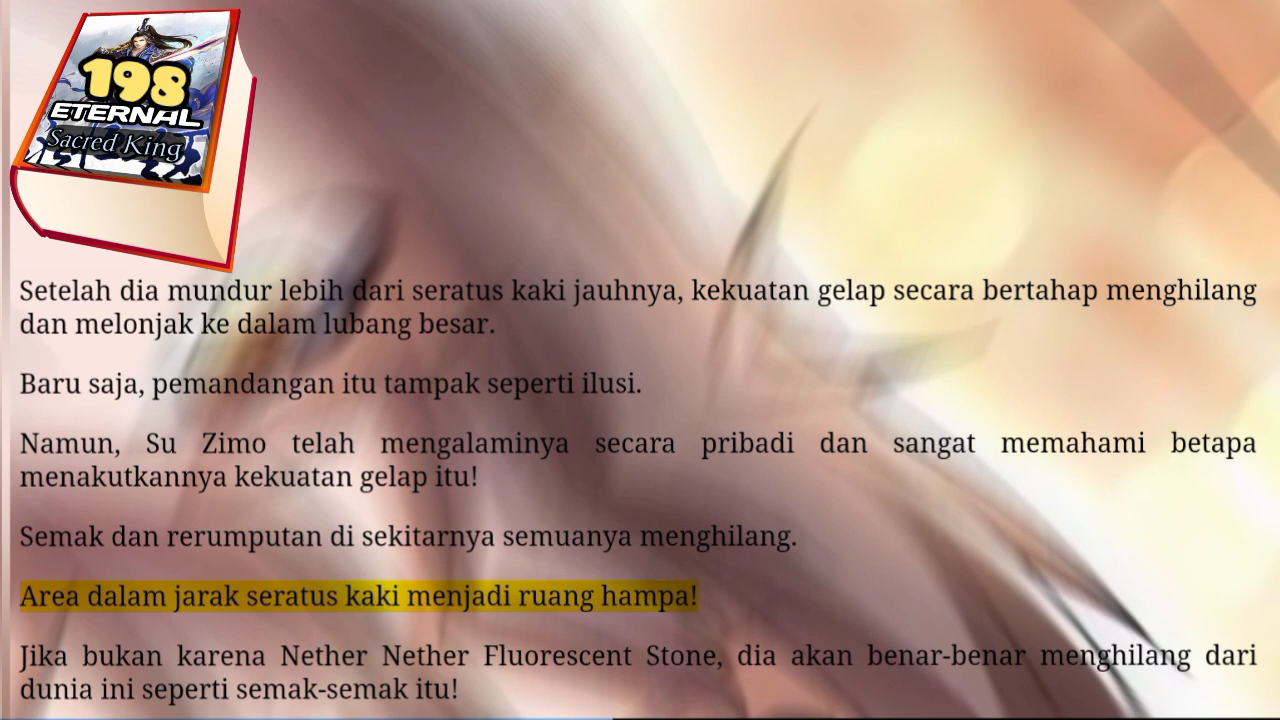 198
ETERNAL
Sacred King
Setelah dia mundur lebih dari seratus kaki jauhnya, kekuatan gelap secara bertahap menghilang
dan melonjak ke dalam lubang besar.
Baru saja, pemandangan itu tampak seperti ilusi.
Namun, Su Zimo telah mengalaminya secara pribadi dan sangat memahami betapa
menakutkannya kekuatan gelap itu!
Semak dan rerumputan di sekitarnya semuanya menghilang.
Area dalam jarak seratus kaki menjadi ruang hampa!
Jika bukan karena Nether Nether Fluorescent Stone, dia akan benar-benar menghilang dari
dunia ini seperti semak-semak itu!